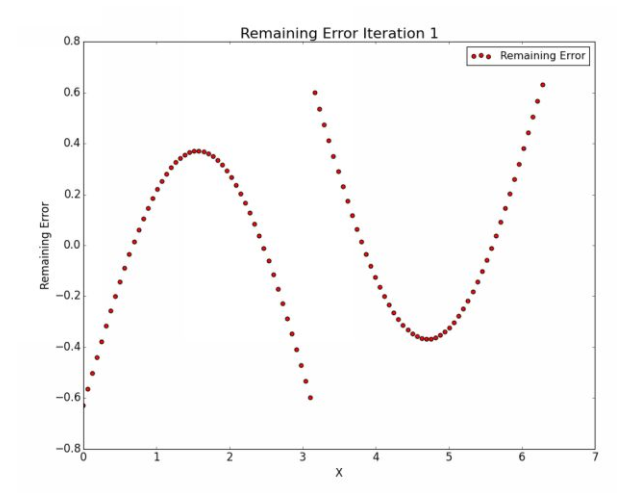 Remaining Error Iteration 1
Remaining Error
0.8
0.6
0.4
0.2
0.0
−0.2
−0.4
−0.6
−0.8
Remaining Error
0 1 2 3 4 5 6 7
X